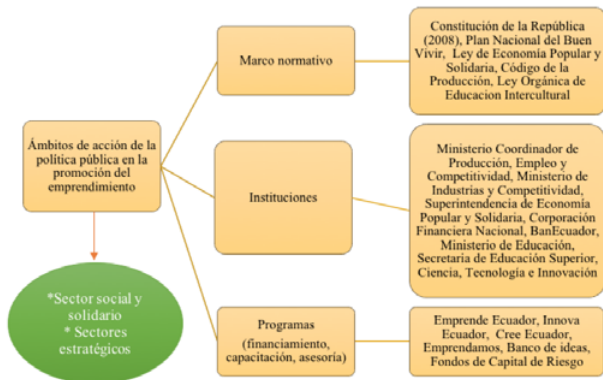 Ámbitos de acción de la
política pública en la
promoción del
emprendimiento
*Sector social y
solidario
* Sectores
estratégicos
Marco normativo
Constitución de la República
(2008), Plan Nacional del Buen
Vivir, Ley de Economía Popular y
Solidaria, Código de la
Producción, Ley Orgánica de
Educacion Intercultural
Instituciones
Ministerio Coordinador de
Producción, Empleo y
Competitividad, Ministerio de
Industrias y Competitividad,
Superintendencia de Economía
Popular y Solidaria, Corporación
Financiera Nacional, BanEcuador,
Ministerio de Educación,
Secretaria de Educación Superior,
Ciencia, Tecnología e Innovación
Programas
(financiamiento,
capacitación, asesoría)
Emprende Ecuador, Innova
Ecuador, Cree Ecuador,
Emprendamos, Banco de ideas,
Fondos de Capital de Riesgo